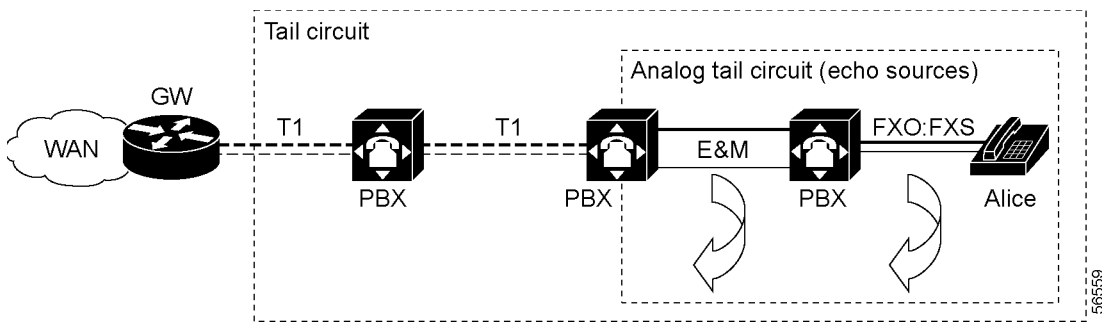 Tail circuit
Analog tail circuit (echo sources)
GW
WAN
T1
T1
E&M
FXO:FXS
PBX
PBX
PBX
Alice
56559